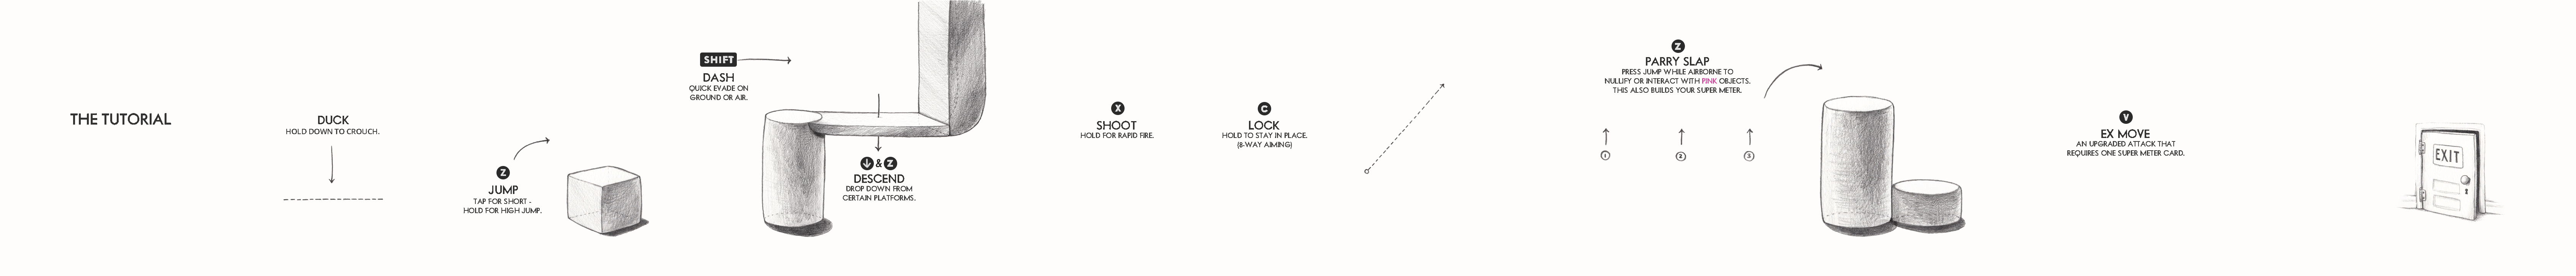 THE TUTORIAL
DUCK
HOLD DOWN TO CROUCH.
Z
JUMP
TAP FOR SHORT -
HOLD FOR HIGH JUMP.
SHIFT
DASH
QUICK EVADE ON
GROUND OR AIR.
↓ & Z
DESCEND
DROP DOWN FROM
CERTAIN PLATFORMS.
X
SHOOT
HOLD FOR RAPID FIRE.
C
LOCK
HOLD TO STAY IN PLACE.
(8-WAY AIMING)
Z
PARRY SLAP
PRESS JUMP WHILE AIRBORNE TO
NULLIFY OR INTERACT WITH PINK OBJECTS.
THIS ALSO BUILDS YOUR SUPER METER.
1 2 3
V
EX MOVE
AN UPGRADED ATTACK THAT
REQUIRES ONE SUPER METER CARD.
EXIT